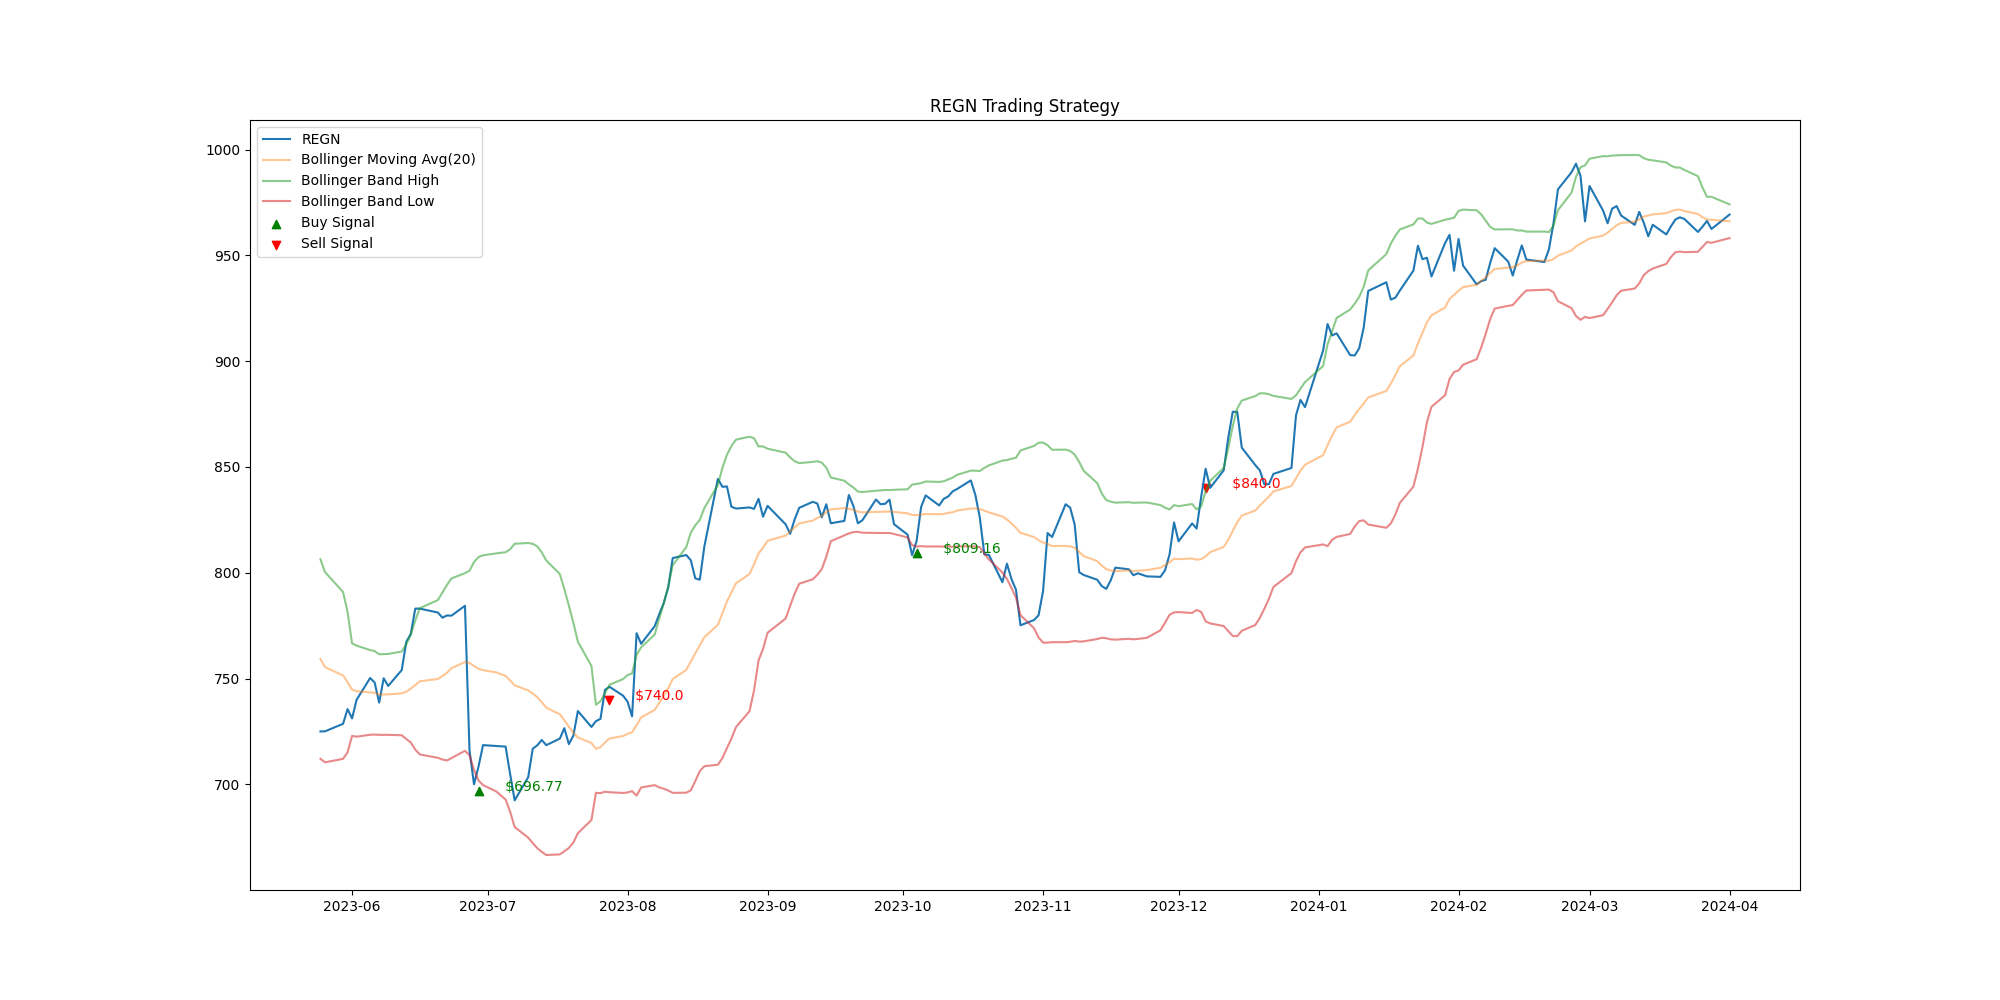 REGN Trading Strategy
REGN
Bollinger Moving Avg(20)
Bollinger Band High
Bollinger Band Low
Buy Signal
Sell Signal
1000
950
900
850
800
750
700
$840.0
$809.16
$740.0
$696.77
2023-06 2023-07 2023-08 2023-09 2023-10 2023-11 2023-12 2024-01 2024-02 2024-03 2024-04